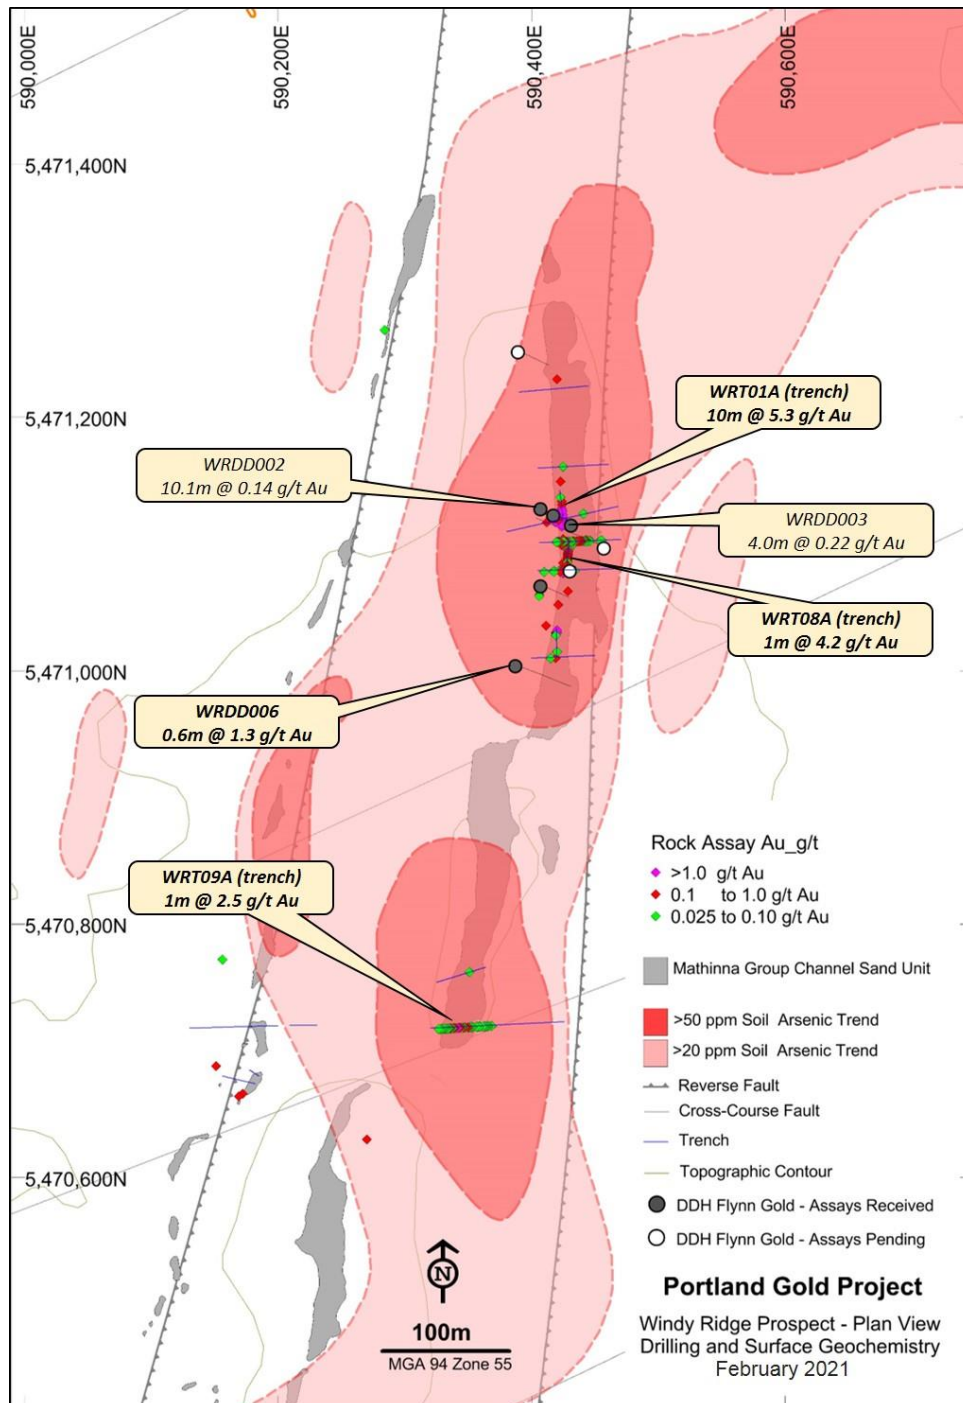 590,000E
590,200E
590,400E
590,600E
5,471,400N
5,471,200N
WRT01A (trench)
10m @ 5.3 g/t Au
WRDD002
10.1m @ 0.14 g/t Au
WRDD003
4.0m @ 0.22 g/t Au
WRT08A (trench)
1m @ 4.2 g/t Au
5,471,000N
WRDD006
0.6m @ 1.3 g/t Au
WRT09A (trench)
1m @ 2.5 g/t Au
5,470,800N
5,470,600N
Rock Assay Au_g/t
>1.0 g/t Au
0.1 to 1.0 g/t Au
0.025 to 0.10 g/t Au
Mathinna Group Channel Sand Unit
>50 ppm Soil Arsenic Trend
>20 ppm Soil Arsenic Trend
Reverse Fault
Cross-Course Fault
Trench
Topographic Contour
DDH Flynn Gold - Assays Received
DDH Flynn Gold - Assays Pending
N
100m
MGA 94 Zone 55
Portland Gold Project
Windy Ridge Prospect - Plan View
Drilling and Surface Geochemistry
February 2021